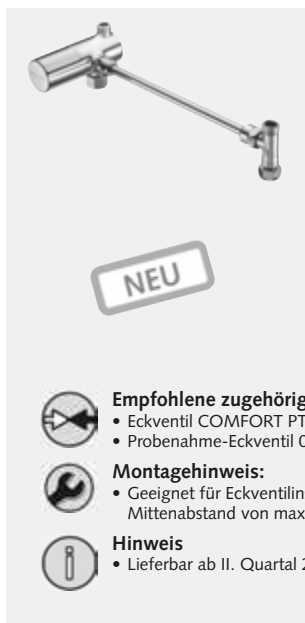 NEU
Empfohlene zugehörig
• Eckventil COMFORT PT
• Probenahme-Eckventil
Montagehinweis:
• Geeignet für Eckventilin
Mittenabstand von max
Hinweis
• Lieferbar ab II. Quartal 2